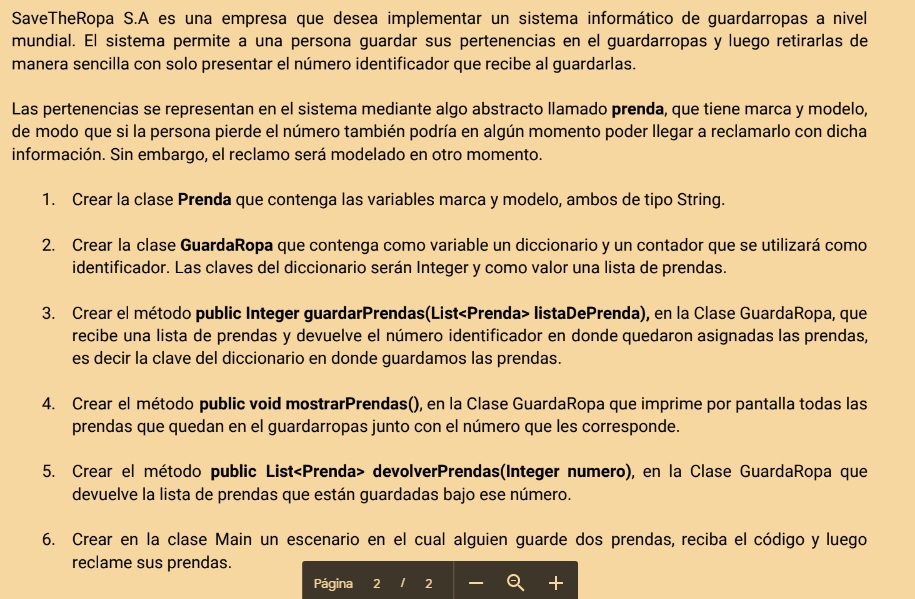 SaveTheRopa S.A es una empresa que desea implementar un sistema informático de guardarropas a nivel
mundial. El sistema permite a una persona guardar sus pertenencias en el guardarropas y luego retirarlas de
manera sencilla con solo presentar el número identificador que recibe al guardarlas.
Las pertenencias se representan en el sistema mediante algo abstracto llamado prenda, que tiene marca y modelo,
de modo que si la persona pierde el número también podría en algún momento poder llegar a reclamarlo con dicha
información. Sin embargo, el reclamo será modelado en otro momento.
1. Crear la clase Prenda que contenga las variables marca y modelo, ambos de tipo String.
2. Crear la clase GuardaRopa que contenga como variable un diccionario y un contador que se utilizará como
identificador. Las claves del diccionario serán Integer y como valor una lista de prendas.
3. Crear el método public Integer guardarPrendas(List<Prenda> listaDePrenda), en la Clase GuardaRopa, que
recibe una lista de prendas y devuelve el número identificador en donde quedaron asignadas las prendas,
es decir la clave del diccionario en donde guardamos las prendas.
4. Crear el método public void mostrarPrendas(), en la Clase GuardaRopa que imprime por pantalla todas las
prendas que quedan en el guardarropas junto con el número que les corresponde.
5. Crear el método public List<Prenda> devolverPrendas(Integer numero), en la Clase GuardaRopa que
devuelve la lista de prendas que están guardadas bajo ese número.
6. Crear en la clase Main un escenario en el cual alguien guarde dos prendas, reciba el código y luego
reclame sus prendas.
Página 2 / 2